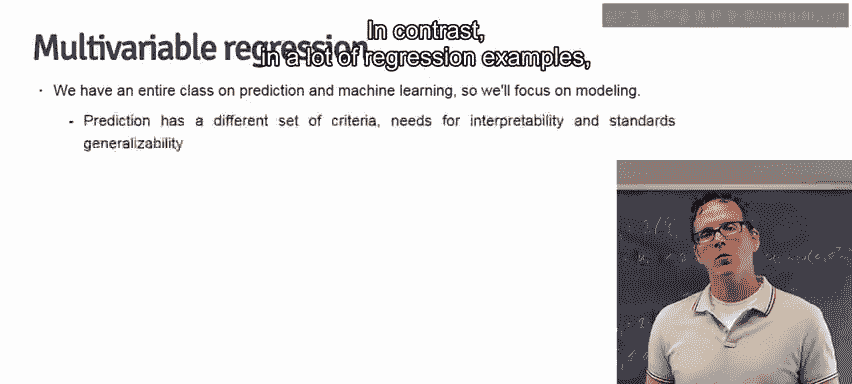 In contrast,
Multivariable regression
in a lot of regression examples,
· We have an entire class on prediction and machine learning, so we'll focus on modeling.
- Prediction has a different set of criteria, needs for interpretability and standards
generalizability